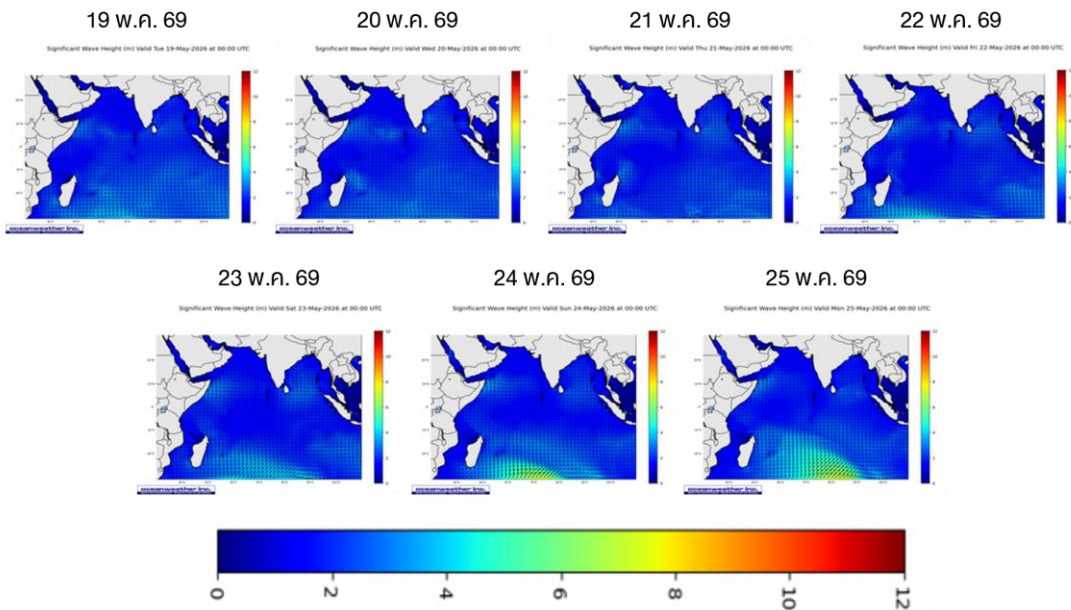 19 พ.ค. 69
20 พ.ค. 69
21 พ.ค. 69
22 พ.ค. 69
Significant Wave Height (m) Valid Tue 19-May-2026 at 00:00 UTC
Significant Wave Height (m) Valid Wed 20-May-2026 at 00:00 UTC
Significant Wave Height (m) Valid Thu 21-May-2026 at 00:00 UTC
Significant Wave Height (m) Valid Fri 22-May-2026 at 00:00 UTC
oceanweather inc.
oceanweather inc.
oceanweather inc.
oceanweather inc.
23 พ.ค. 69
24 พ.ค. 69
25 พ.ค. 69
Significant Wave Height (m) Valid Sat 23-May-2026 at 00:00 UTC
Significant Wave Height (m) Valid Sun 24-May-2026 at 00:00 UTC
Significant Wave Height (m) Valid Mon 25-May-2026 at 00:00 UTC
oceanweather inc.
oceanweather inc.
oceanweather inc.
0 2 4 6 8 10 12